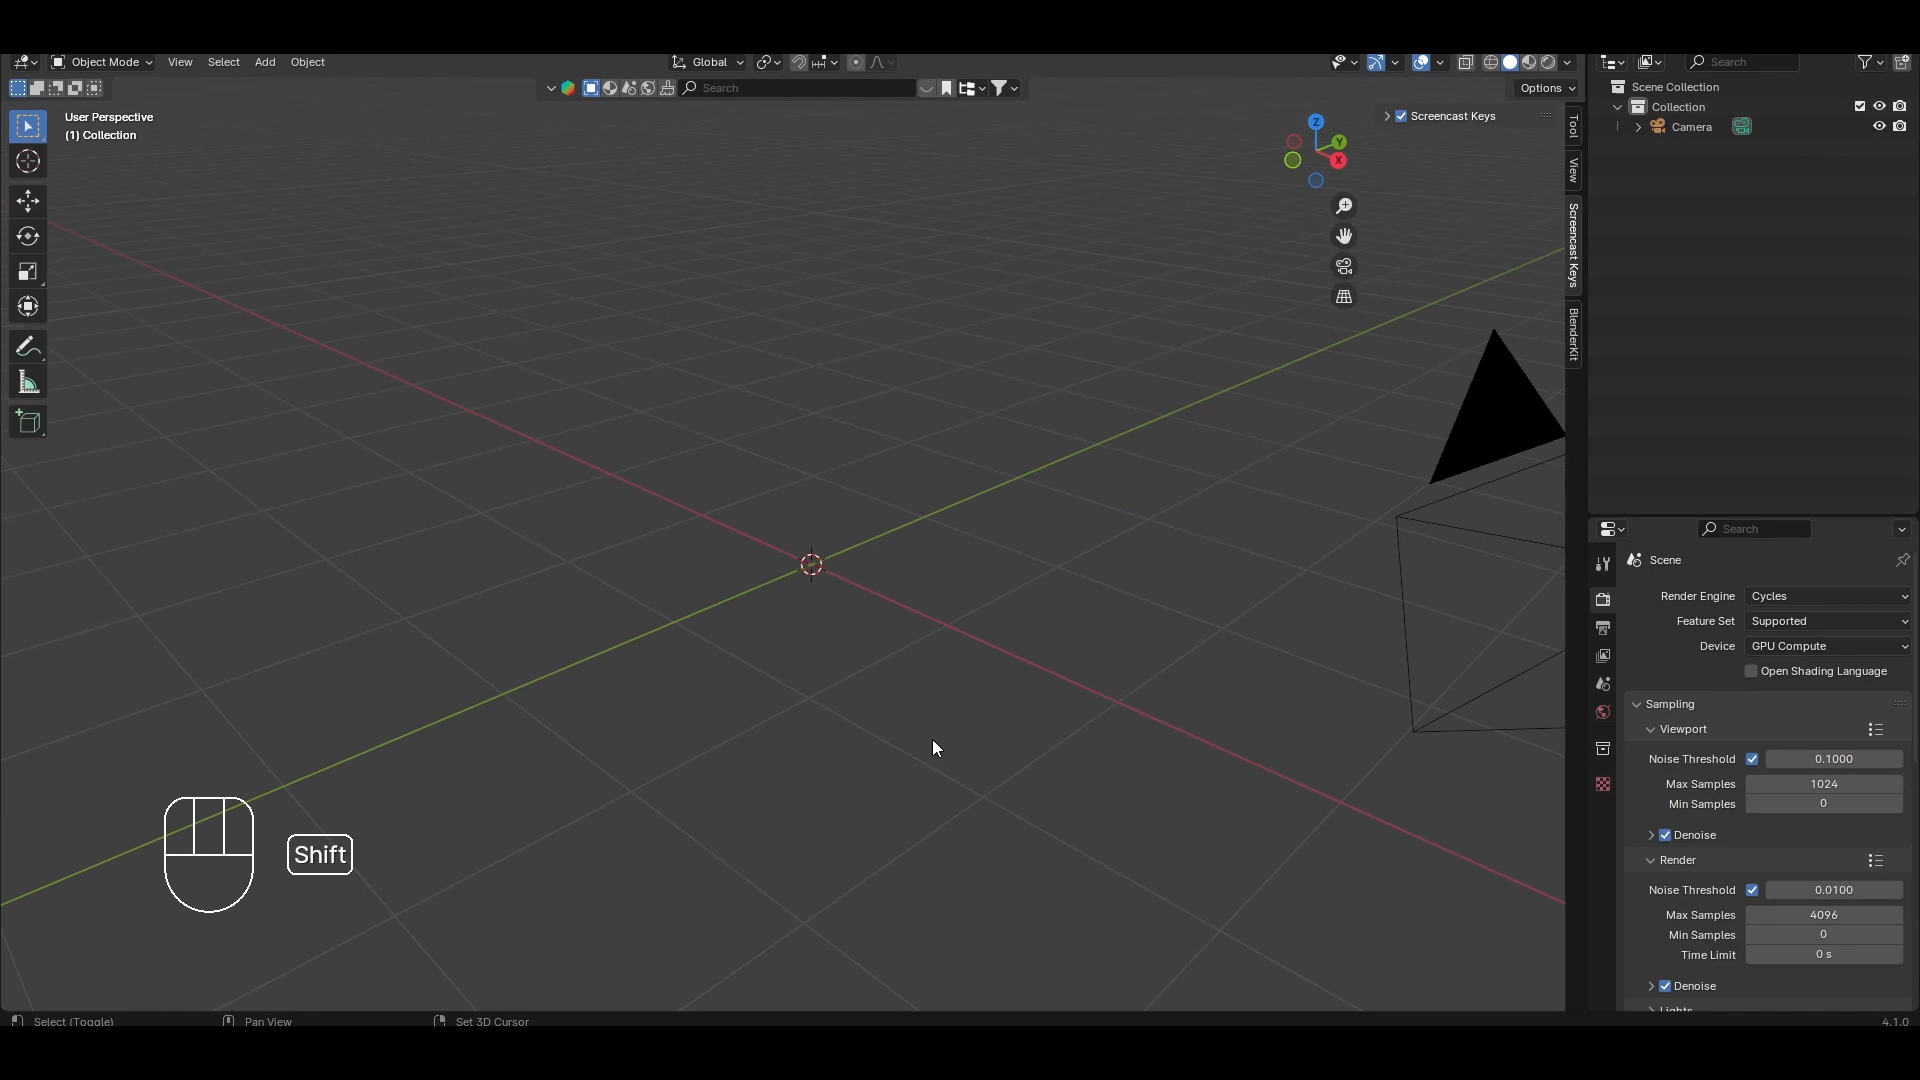 Object Mode View Select Add Object Global
Search Options
User Perspective
(1) Collection
Z
Y
X
Screencast Keys
Tool
View
Screencast Keys
BlenderKit
Shift
Select (Toggle) Pan View Set 3D Cursor 4.1.0
Search
Scene Collection
Collection
Camera
Search
Scene
Render Engine Cycles
Feature Set Supported
Device GPU Compute
Open Shading Language
Sampling
Viewport
Noise Threshold 0.1000
Max Samples 1024
Min Samples 0
Denoise
Render
Noise Threshold 0.0100
Max Samples 4096
Min Samples 0
Time Limit 0 s
Denoise
Lights